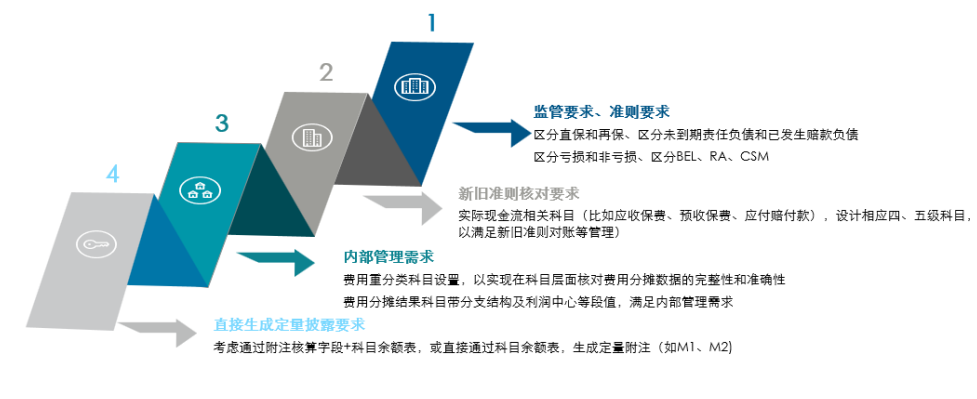 1
监管要求、准则要求
区分直保和再保、区分未到期责任负债和已发生赔款负债
区分亏损和非亏损、区分BEL、RA、CSM
2
新旧准则核对要求
实际现金流相关科目（比如应收保费、预收保费、应付赔付款），设计相应四、五级科目，
以满足新旧准则对账等管理）
3
内部管理需求
费用重分类科目设置，以实现在科目层面核对费用分摊数据的完整性和准确性
费用分摊结果科目带分支结构及利润中心等段值，满足内部管理需求
4
直接生成定量披露要求
考虑通过附注核算字段+科目余额表，或直接通过科目余额表，生成定量附注（如M1、M2)